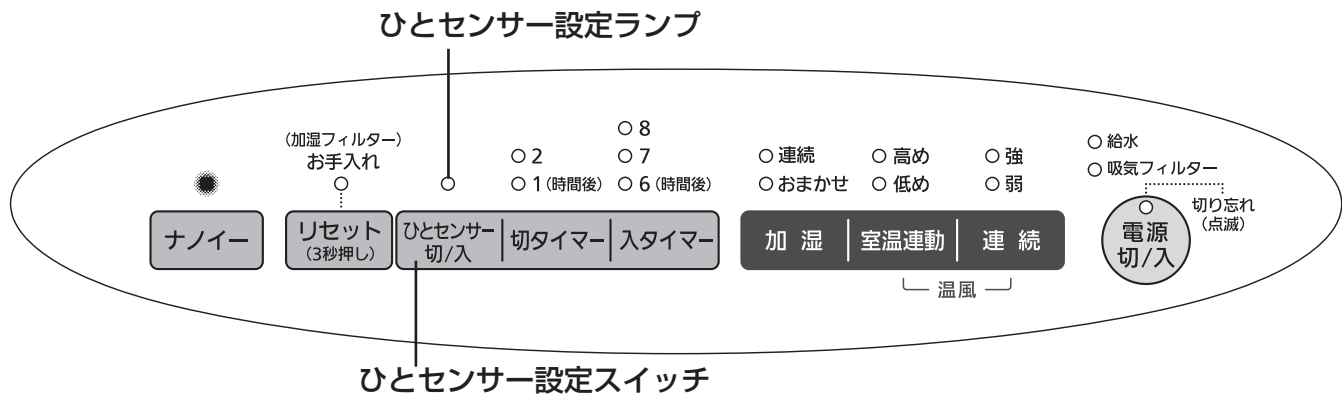 ひとセンサー設定ランプ
(加湿フィルター)
お手入れ
2
1(時間後)
8
7
6(時間後)
連続
おまかせ
高め
低め
強
弱
給水
吸気フィルター
切り忘れ
(点滅)
ナノイー
リセット
(3秒押し)
ひとセンサー
切/入
切タイマー
入タイマー
加湿
室温連動
連続
温風
電源
切/入
ひとセンサー設定スイッチ